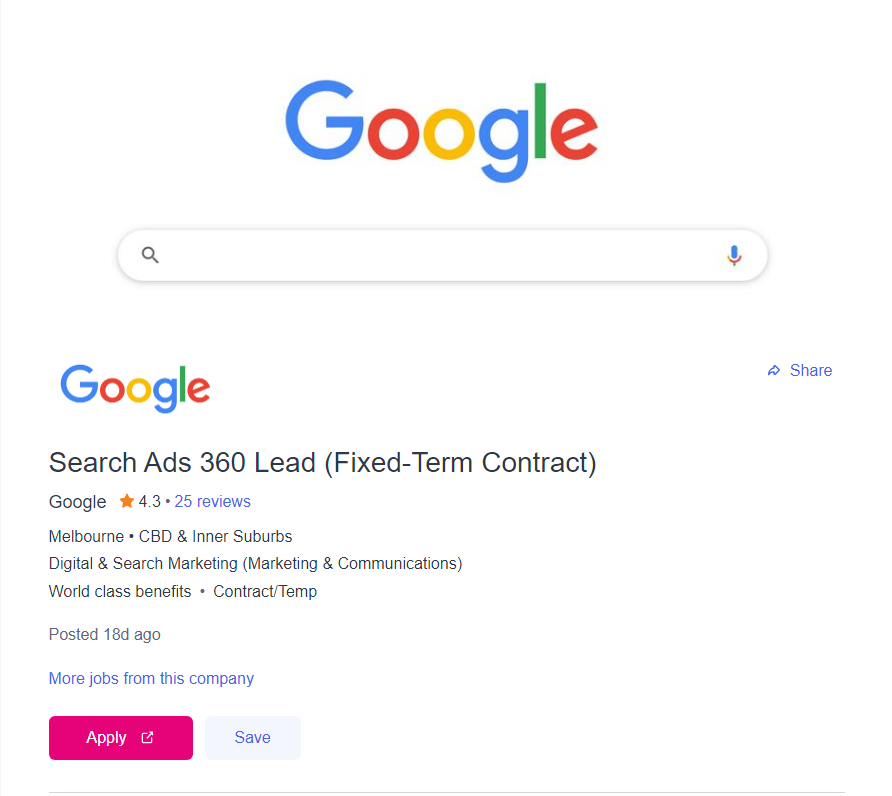 Google
Google
Share
Search Ads 360 Lead (Fixed-Term Contract)
Google 4.3 • 25 reviews
Melbourne • CBD & Inner Suburbs
Digital & Search Marketing (Marketing & Communications)
World class benefits • Contract/Temp
Posted 18d ago
More jobs from this company
Apply Save